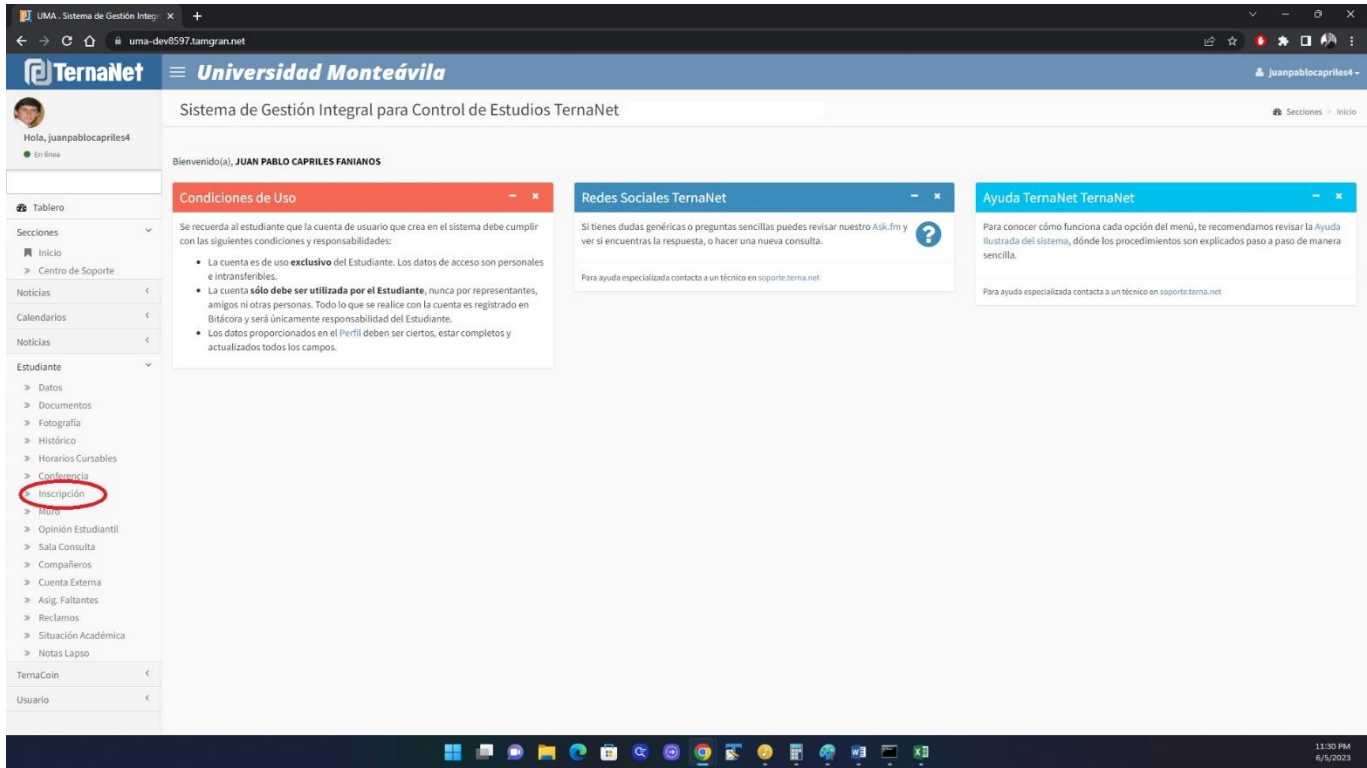 UMA . Sistema de Gestión Integr
uma-dev8597.tamgran.net
TernaNet
Universidad Monteávila
juanpablocapriles4
Hola, juanpablocapriles4
En línea
Sistema de Gestión Integral para Control de Estudios TernaNet
Secciones > Inicio
Bienvenido(a), JUAN PABLO CAPRILES FANIANOS
Tablero
Secciones
Inicio
Centro de Soporte
Noticias
Calendarios
Noticias
Estudiante
Datos
Documentos
Fotografía
Histórico
Horarios Cursables
Conferencia
Inscripción
Muro
Opinión Estudiantil
Sala Consulta
Compañeros
Cuenta Externa
Asig. Faltantes
Reclamos
Situación Académica
Notas Lapso
TernaCoin
Usuario
Condiciones de Uso
Se recuerda al estudiante que la cuenta de usuario que crea en el sistema debe cumplir
con las siguientes condiciones y responsabilidades:
La cuenta es de uso exclusivo del Estudiante. Los datos de acceso son personales
e intransferibles.
La cuenta sólo debe ser utilizada por el Estudiante, nunca por representantes,
amigos ni otras personas. Todo lo que se realice con la cuenta es registrado en
Bitácora y será únicamente responsabilidad del Estudiante.
Los datos proporcionados en el Perfil deben ser ciertos, estar completos y
actualizados todos los campos.
Redes Sociales TernaNet
Si tienes dudas genéricas o preguntas sencillas puedes revisar nuestro Ask.fm y
ver si encuentras la respuesta, o hacer una nueva consulta.
Para ayuda especializada contacta a un técnico en soporte.terna.net
Ayuda TernaNet TernaNet
Para conocer cómo funciona cada opción del menú, te recomendamos revisar la Ayuda
Ilustrada del sistema, dónde los procedimientos son explicados paso a paso de manera
sencilla.
Para ayuda especializada contacta a un técnico en soporte.terna.net
11:30 PM
6/5/2023